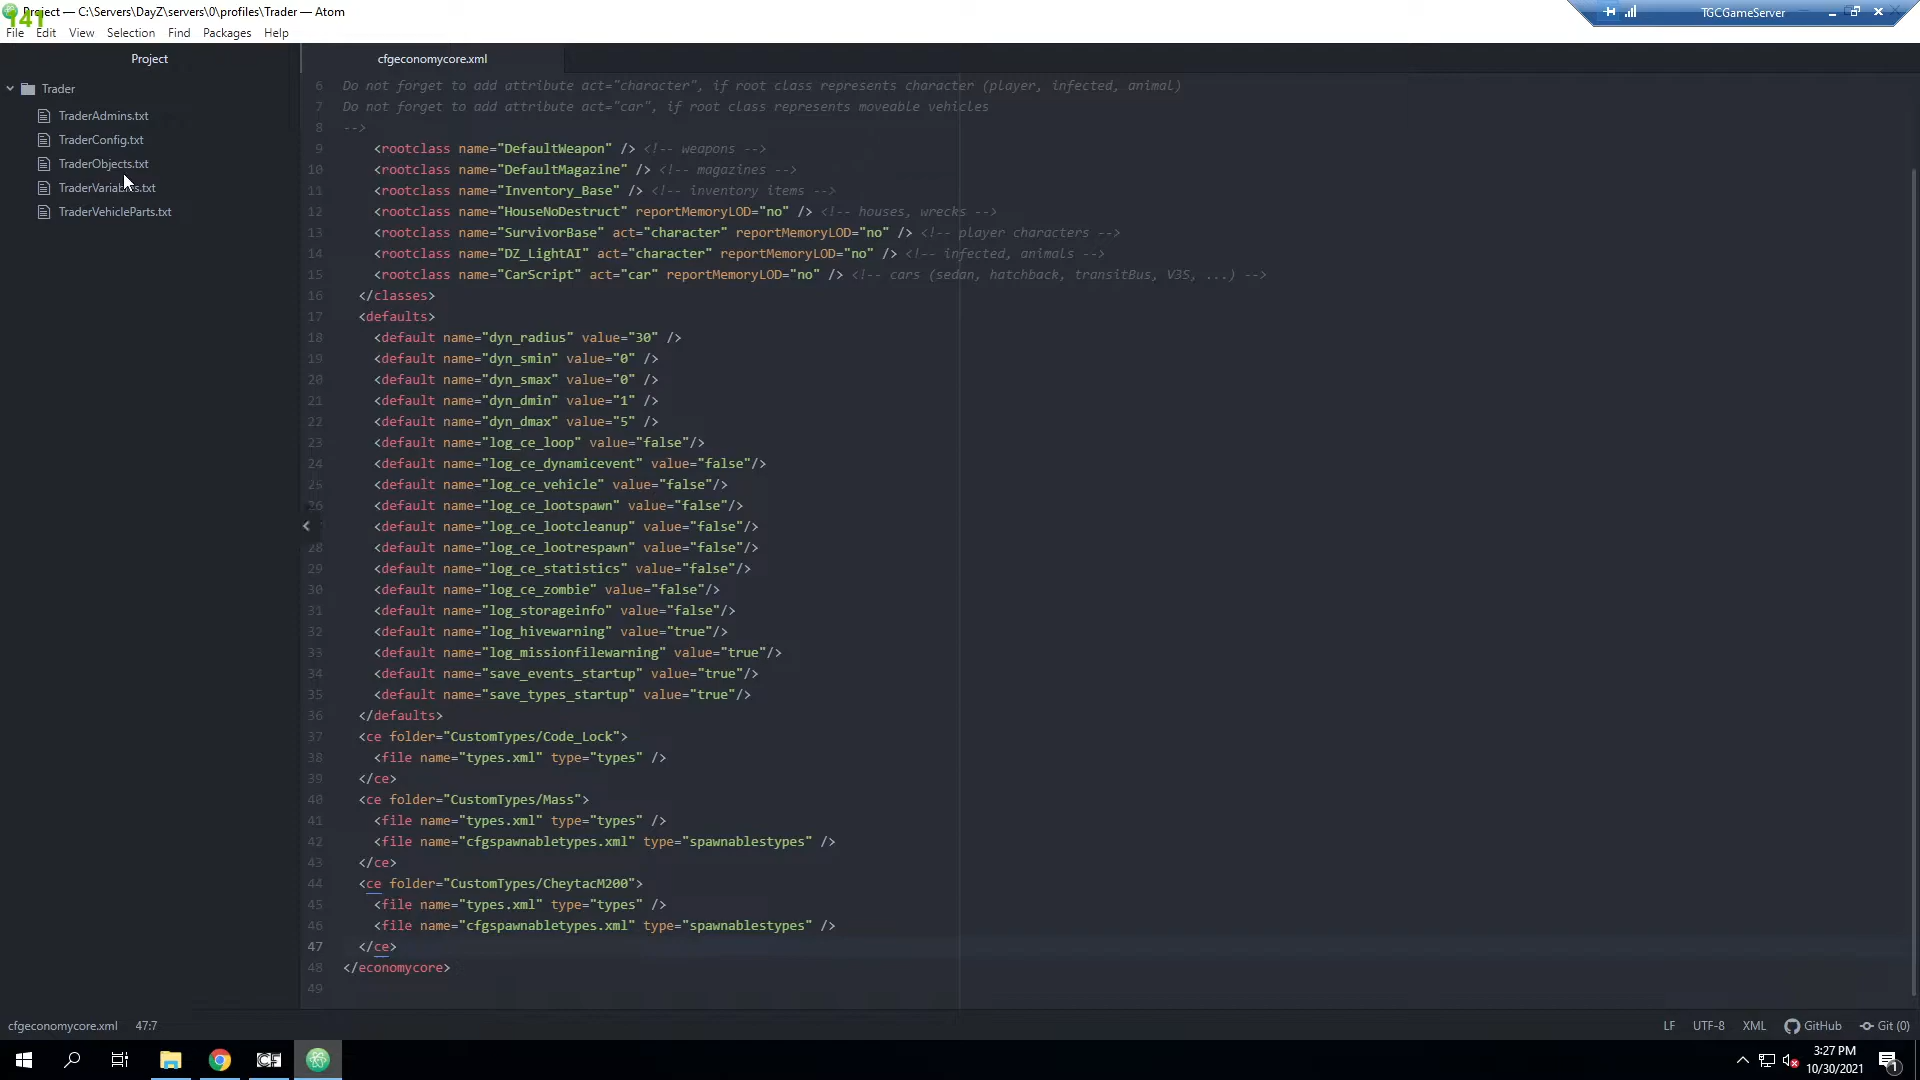 Project — C:\Servers\DayZ\servers\0\profiles\Trader — Atom
141
TGCGameServer
File Edit View Selection Find Packages Help
Project
cfgeconomycore.xml
Trader
TraderAdmins.txt
TraderConfig.txt
TraderObjects.txt
TraderVariables.txt
TraderVehicleParts.txt
6 Do not forget to add attribute act="character", if root class represents character (player, infected, animal)
7 Do not forget to add attribute act="car", if root class represents moveable vehicles
8 -->
9 <rootclass name="DefaultWeapon" /> <!-- weapons -->
10 <rootclass name="DefaultMagazine" /> <!-- magazines -->
11 <rootclass name="Inventory_Base" /> <!-- inventory items -->
12 <rootclass name="HouseNoDestruct" reportMemoryLOD="no" /> <!-- houses, wrecks -->
13 <rootclass name="SurvivorBase" act="character" reportMemoryLOD="no" /> <!-- player characters -->
14 <rootclass name="DZ_LightAI" act="character" reportMemoryLOD="no" /> <!-- infected, animals -->
15 <rootclass name="CarScript" act="car" reportMemoryLOD="no" /> <!-- cars (sedan, hatchback, transitBus, V3S, ...) -->
16 </classes>
17 <defaults>
18 <default name="dyn_radius" value="30" />
19 <default name="dyn_smin" value="0" />
20 <default name="dyn_smax" value="0" />
21 <default name="dyn_dmin" value="1" />
22 <default name="dyn_dmax" value="5" />
23 <default name="log_ce_loop" value="false"/>
24 <default name="log_ce_dynamicevent" value="false"/>
25 <default name="log_ce_vehicle" value="false"/>
26 <default name="log_ce_lootspawn" value="false"/>
<default name="log_ce_lootcleanup" value="false"/>
28 <default name="log_ce_lootrespawn" value="false"/>
29 <default name="log_ce_statistics" value="false"/>
30 <default name="log_ce_zombie" value="false"/>
31 <default name="log_storageinfo" value="false"/>
32 <default name="log_hivewarning" value="true"/>
33 <default name="log_missionfilewarning" value="true"/>
34 <default name="save_events_startup" value="true"/>
35 <default name="save_types_startup" value="true"/>
36 </defaults>
37 <ce folder="CustomTypes/Code_Lock">
38 <file name="types.xml" type="types" />
39 </ce>
40 <ce folder="CustomTypes/Mass">
41 <file name="types.xml" type="types" />
42 <file name="cfgspawnabletypes.xml" type="spawnablestypes" />
43 </ce>
44 <ce folder="CustomTypes/CheytacM200">
45 <file name="types.xml" type="types" />
46 <file name="cfgspawnabletypes.xml" type="spawnablestypes" />
47 </ce>
48 </economycore>
49
cfgeconomycore.xml 47:7
LF UTF-8 XML GitHub Git (0)
CF
3:27 PM
10/30/2021
1